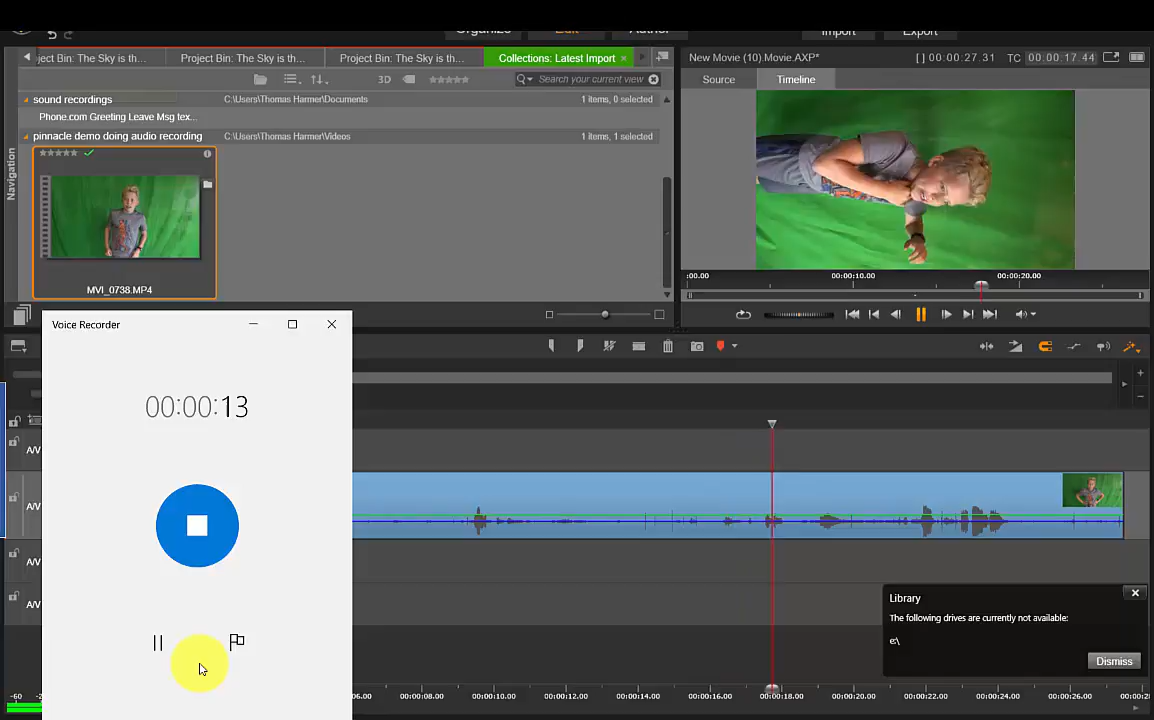 Organize Edit Author Import Export
ject Bin: The Sky is th... Project Bin: The Sky is th... Project Bin: The Sky is th... Collections: Latest Import ×
New Movie (10).Movie.AXP* [ ] 00:00:27.31 TC 00:00:17.44
3D Search your current view
Source Timeline
sound recordings C:\Users\Thomas Harmer\Documents 1 items, 0 selected
Phone.com Greeting Leave Msg tex...
pinnacle demo doing audio recording C:\Users\Thomas Harmer\Videos 1 items, 1 selected
Navigation
MVI_0738.MP4
:00.00 00:00:10.00 00:00:20.00
Voice Recorder
00:00:13
A/V
A/V
A/V
A/V
Library
The following drives are currently not available:
e:\
Dismiss
-60 -2 :06.00 00:00:08.00 00:00:10.00 00:00:12.00 00:00:14.00 00:00:16.00 00:00:18.00 00:00:20.00 00:00:22.00 00:00:24.00 00:00:26.00 00:00:2